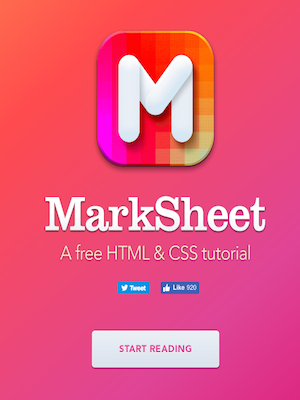 M
MarkSheet
A free HTML & CSS tutorial
Tweet
Like 920
START READING